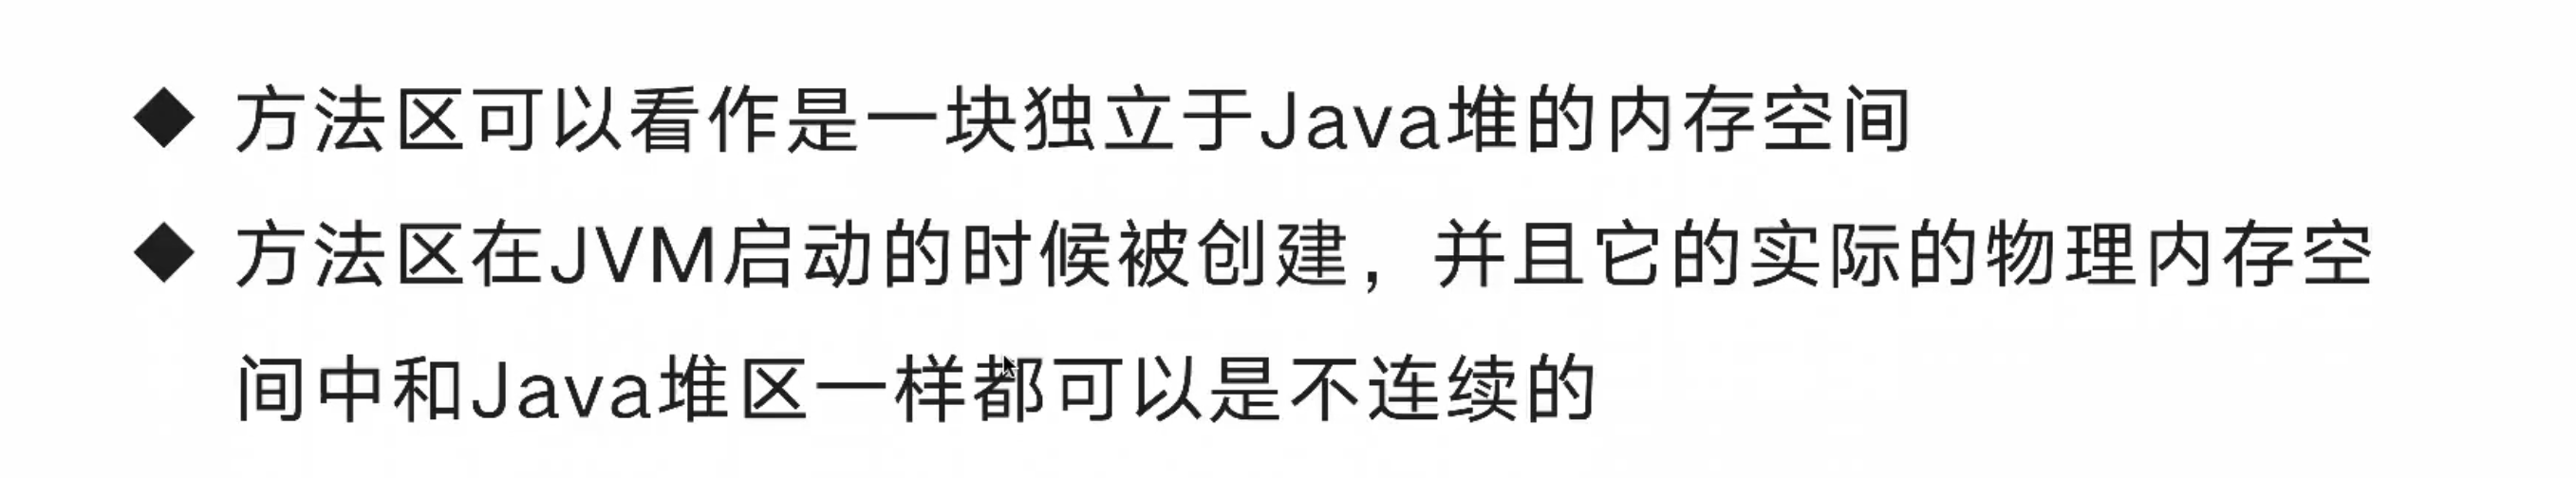 ◆ 方法区可以看作是一块独立于Java堆的内存空间
◆ 方法区在JVM启动的时候被创建，并且它的实际的物理内存空
间中和Java堆区一样都可以是不连续的